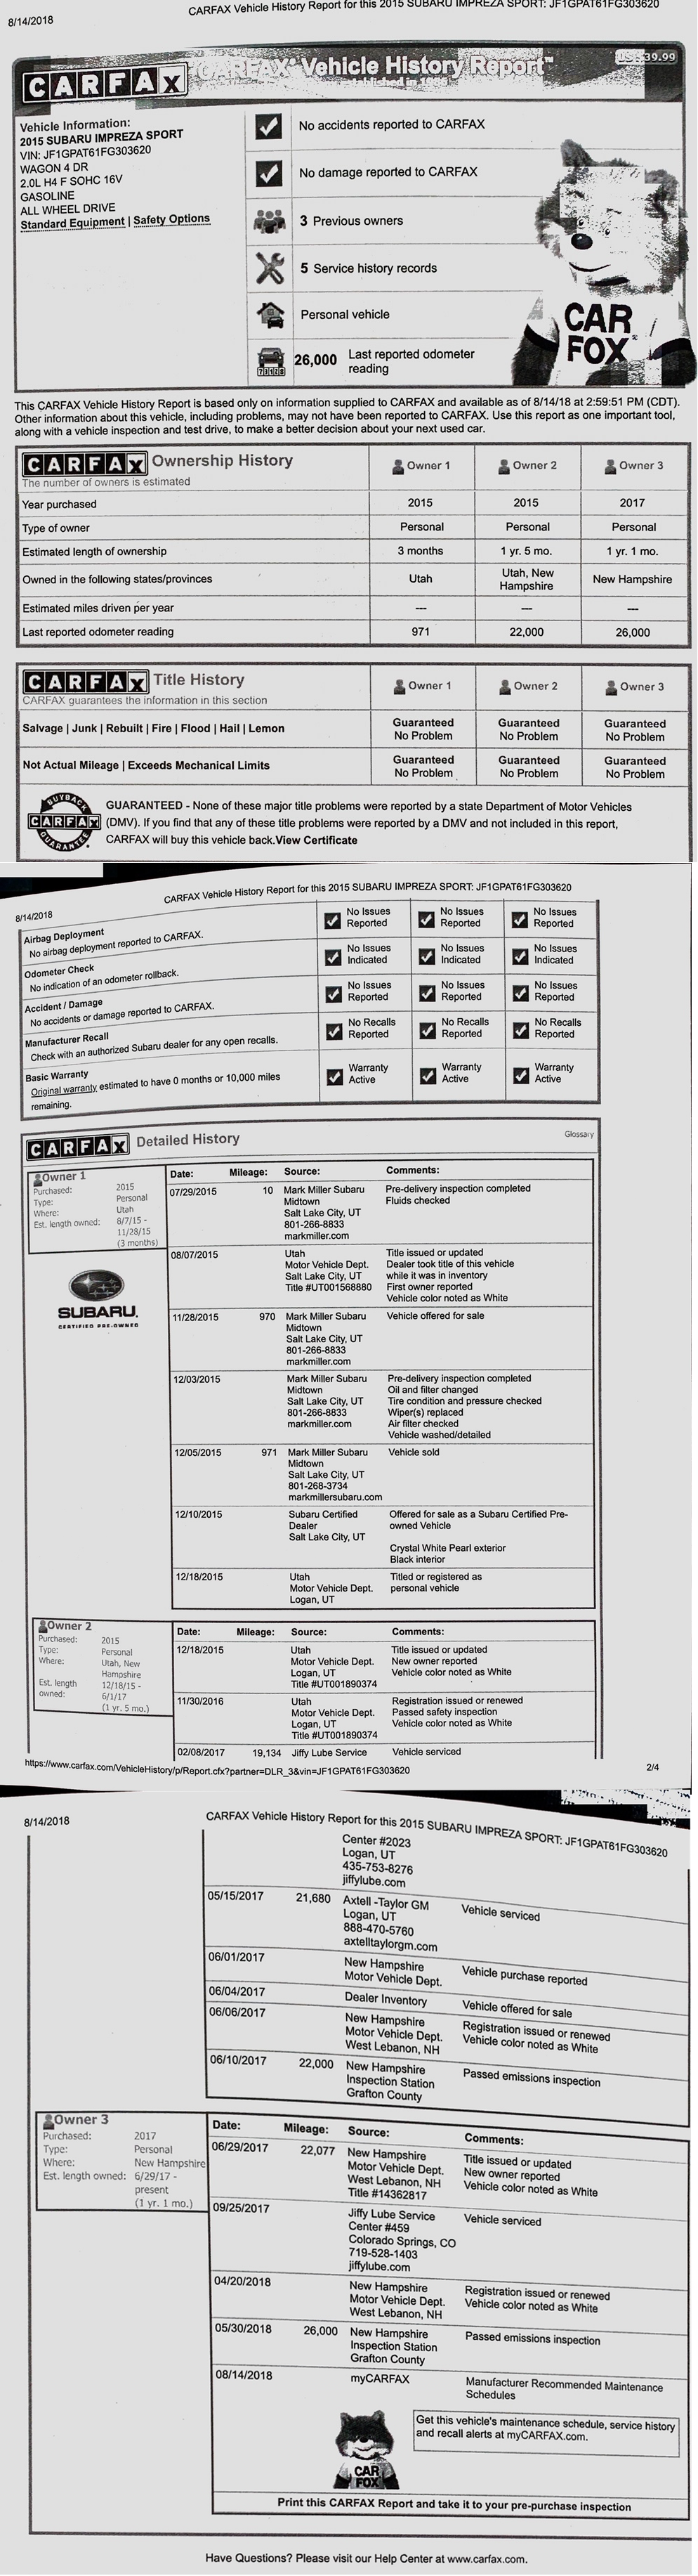 8/14/2018
CARFAX Vehicle History Report for this 2015 SUBARU IMPREZA SPORT: JF1GPAT61FG303620
CARFAX
CARFAX Vehicle History Report™
US $39.99
Vehicle Information:
2015 SUBARU IMPREZA SPORT
VIN: JF1GPAT61FG303620
WAGON 4 DR
2.0L H4 F SOHC 16V
GASOLINE
ALL WHEEL DRIVE
Standard Equipment | Safety Options
No accidents reported to CARFAX
No damage reported to CARFAX
3 Previous owners
5 Service history records
Personal vehicle
26,000 Last reported odometer
reading
CAR
FOX
This CARFAX Vehicle History Report is based only on information supplied to CARFAX and available as of 8/14/18 at 2:59:51 PM (CDT).
Other information about this vehicle, including problems, may not have been reported to CARFAX. Use this report as one important tool,
along with a vehicle inspection and test drive, to make a better decision about your next used car.
CARFAX Ownership History
The number of owners is estimated
Owner 1 Owner 2 Owner 3
Year purchased 2015 2015 2017
Type of owner Personal Personal Personal
Estimated length of ownership 3 months 1 yr. 5 mo. 1 yr. 1 mo.
Owned in the following states/provinces Utah Utah, New
Hampshire New Hampshire
Estimated miles driven per year --- --- ---
Last reported odometer reading 971 22,000 26,000
CARFAX Title History
CARFAX guarantees the information in this section
Owner 1 Owner 2 Owner 3
Salvage | Junk | Rebuilt | Fire | Flood | Hail | Lemon
Guaranteed Guaranteed Guaranteed
No Problem No Problem No Problem
Not Actual Mileage | Exceeds Mechanical Limits
Guaranteed Guaranteed Guaranteed
No Problem No Problem No Problem
BUYBACK
CARFAX
GUARANTEE
GUARANTEED - None of these major title problems were reported by a state Department of Motor Vehicles
(DMV). If you find that any of these title problems were reported by a DMV and not included in this report,
CARFAX will buy this vehicle back.View Certificate
8/14/2018
CARFAX Vehicle History Report for this 2015 SUBARU IMPREZA SPORT: JF1GPAT61FG303620
Airbag Deployment
No airbag deployment reported to CARFAX.
No Issues No Issues No Issues
Reported Reported Reported
Odometer Check
No indication of an odometer rollback.
No Issues No Issues No Issues
Indicated Indicated Indicated
Accident / Damage
No accidents or damage reported to CARFAX.
No Issues No Issues No Issues
Reported Reported Reported
Manufacturer Recall
Check with an authorized Subaru dealer for any open recalls.
No Recalls No Recalls No Recalls
Reported Reported Reported
Basic Warranty
Original warranty estimated to have 0 months or 10,000 miles
remaining.
Warranty Warranty Warranty
Active Active Active
CARFAX Detailed History
Glossary
Owner 1
Purchased: 2015
Type: Personal
Where: Utah
Est. length owned: 8/7/15 -
11/28/15
(3 months)
SUBARU.
CERTIFIED PRE-OWNED
Date: Mileage: Source: Comments:
07/29/2015 10 Mark Miller Subaru Pre-delivery inspection completed
Midtown Fluids checked
Salt Lake City, UT
801-266-8833
markmiller.com
08/07/2015 Utah Title issued or updated
Motor Vehicle Dept. Dealer took title of this vehicle
Salt Lake City, UT while it was in inventory
Title #UT001568880 First owner reported
Vehicle color noted as White
11/28/2015 970 Mark Miller Subaru Vehicle offered for sale
Midtown
Salt Lake City, UT
801-266-8833
markmiller.com
12/03/2015 Mark Miller Subaru Pre-delivery inspection completed
Midtown Oil and filter changed
Salt Lake City, UT Tire condition and pressure checked
801-266-8833 Wiper(s) replaced
markmiller.com Air filter checked
Vehicle washed/detailed
12/05/2015 971 Mark Miller Subaru Vehicle sold
Midtown
Salt Lake City, UT
801-268-3734
markmillersubaru.com
12/10/2015 Subaru Certified Offered for sale as a Subaru Certified Pre-
Dealer owned Vehicle
Salt Lake City, UT
Crystal White Pearl exterior
Black interior
12/18/2015 Utah Titled or registered as
Motor Vehicle Dept. personal vehicle
Logan, UT
Owner 2
Purchased: 2015
Type: Personal
Where: Utah, New
Hampshire
Est. length 12/18/15 -
owned: 6/1/17
(1 yr. 5 mo.)
Date: Mileage: Source: Comments:
12/18/2015 Utah Title issued or updated
Motor Vehicle Dept. New owner reported
Logan, UT Vehicle color noted as White
Title #UT001890374
11/30/2016 Utah Registration issued or renewed
Motor Vehicle Dept. Passed safety inspection
Logan, UT Vehicle color noted as White
Title #UT001890374
02/08/2017 19,134 Jiffy Lube Service Vehicle serviced
https://www.carfax.com/VehicleHistory/p/Report.cfx?partner=DLR_3&vin=JF1GPAT61FG303620
2/4
8/14/2018
CARFAX Vehicle History Report for this 2015 SUBARU IMPREZA SPORT: JF1GPAT61FG303620
Center #2023
Logan, UT
435-753-8276
jiffylube.com
05/15/2017 21,680 Axtell -Taylor GM Vehicle serviced
Logan, UT
888-470-5760
axtelltaylorgm.com
06/01/2017 New Hampshire Vehicle purchase reported
Motor Vehicle Dept.
06/04/2017 Dealer Inventory Vehicle offered for sale
06/06/2017 New Hampshire Registration issued or renewed
Motor Vehicle Dept. Vehicle color noted as White
West Lebanon, NH
06/10/2017 22,000 New Hampshire Passed emissions inspection
Inspection Station
Grafton County
Owner 3
Purchased: 2017
Type: Personal
Where: New Hampshire
Est. length owned: 6/29/17 -
present
(1 yr. 1 mo.)
Date: Mileage: Source: Comments:
06/29/2017 22,077 New Hampshire Title issued or updated
Motor Vehicle Dept. New owner reported
West Lebanon, NH Vehicle color noted as White
Title #14362817
09/25/2017 Jiffy Lube Service Vehicle serviced
Center #459
Colorado Springs, CO
719-528-1403
jiffylube.com
04/20/2018 New Hampshire Registration issued or renewed
Motor Vehicle Dept. Vehicle color noted as White
West Lebanon, NH
05/30/2018 26,000 New Hampshire Passed emissions inspection
Inspection Station
Grafton County
08/14/2018 myCARFAX Manufacturer Recommended Maintenance
Schedules
CAR
FOX
Get this vehicle's maintenance schedule, service history
and recall alerts at myCARFAX.com.
Print this CARFAX Report and take it to your pre-purchase inspection
Have Questions? Please visit our Help Center at www.carfax.com.